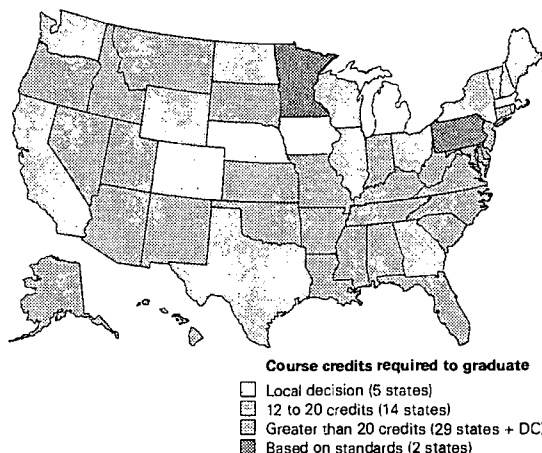 Course credits required to graduate
Local decision (5 states)
12 to 20 credits (14 states)
Greater than 20 credits (29 states + DC)
Based on standards (2 states)